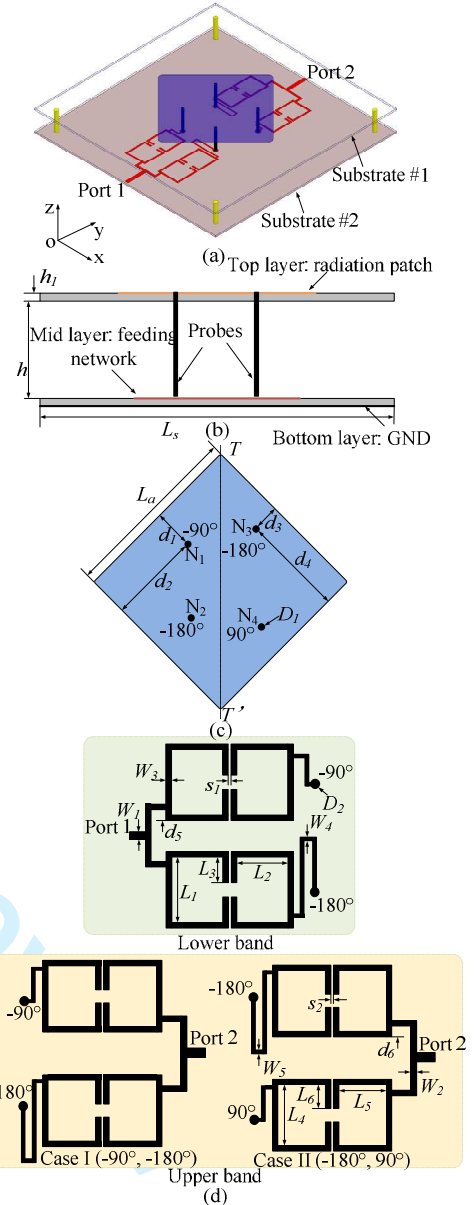 Port 2
Port 1
Substrate #1
Substrate #2
z
y
o
x
(a)
h1
Top layer: radiation patch
Mid layer: feeding
network
Probes
h
Ls
Bottom layer: GND
(b)
T
La
d1
-90°
N1
N3
d3
-180°
d4
d2
N2
-180°
N4
90°
D1
T’
(c)
W3
s1
-90°
D2
W1
Port 1
d5
W4
L3
L1
L2
-180°
Lower band
-90°
Port 2
180°
Case I (-90°, -180°)
-180°
s2
d6
Port 2
W5
W2
L6
L4
L5
90°
Case II (-180°, 90°)
Upper band
(d)